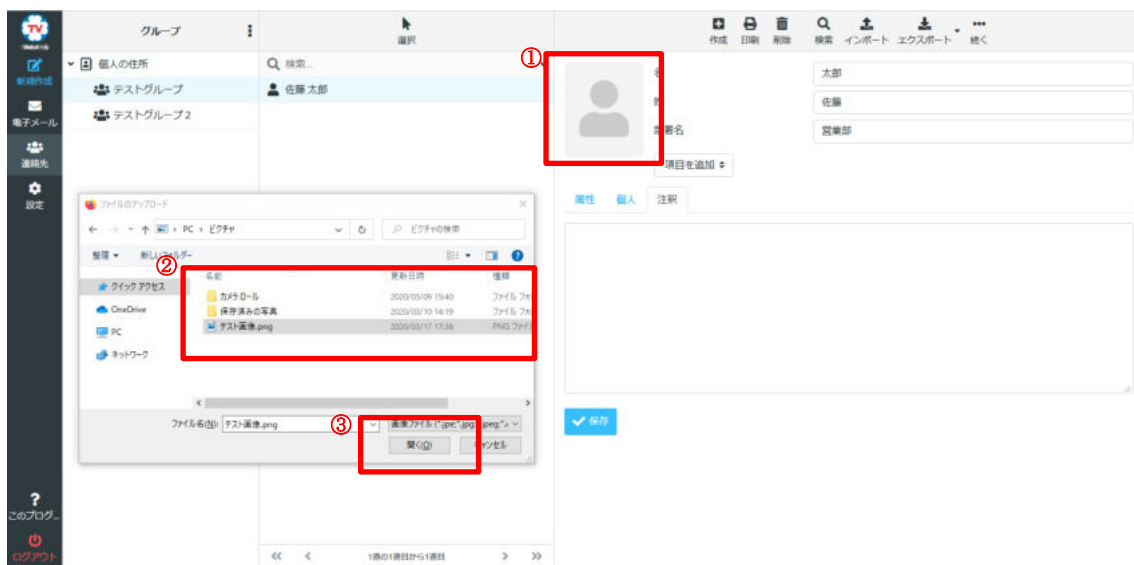 TV
グループ
選択
作成
印刷
削除
検索
インポート
エクスポート
続く
新規作成
電子メール
連絡先
設定
このプログ...
ログアウト
個人の住所
テストグループ
テストグループ2
検索...
佐藤 太郎
①
名
太郎
佐藤
部署名
営業部
項目を追加
属性
個人
注釈
保存
ファイルのアップロード
PC › ピクチャ
ピクチャの検索
整理
新しいフォルダー
②
名前
更新日時
種類
クイック アクセス
OneDrive
PC
ネットワーク
カメラ ロール
2020/03/09 15:40
ファイル フォ
保存済みの写真
2020/03/10 14:19
ファイル フォ
テスト画像.png
2020/03/17 17:38
PNG ファイ
ファイル名(N):
テスト画像.png
③
開く(O)
キャンセル
1通の1通目から1通目